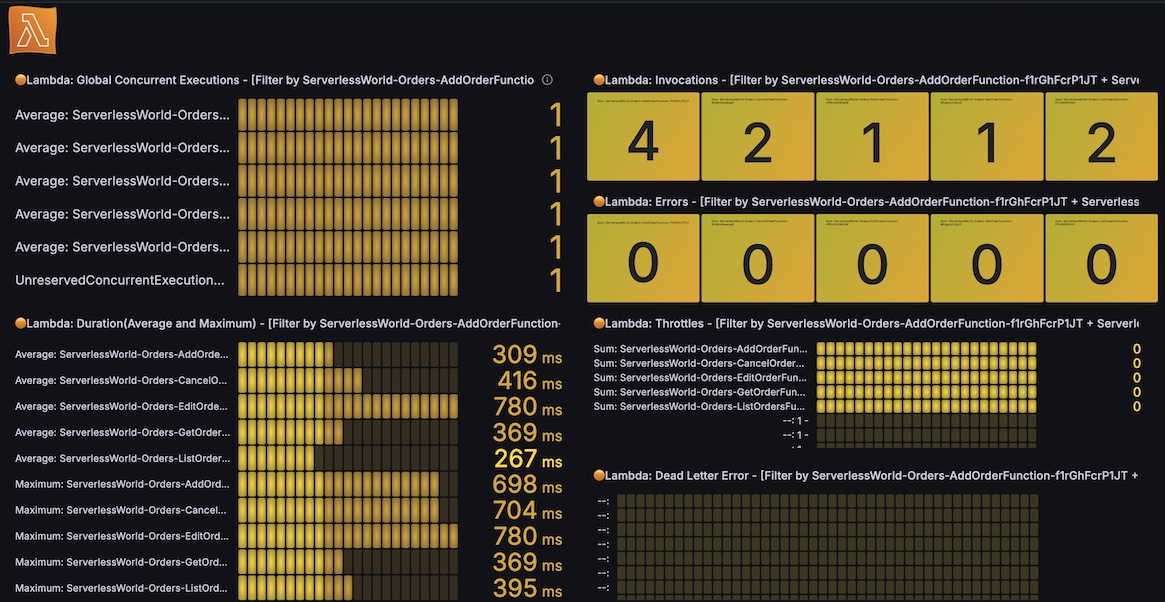 Lambda: Global Concurrent Executions - [Filter by ServerlessWorld-Orders-AddOrderFunctio
Average: ServerlessWorld-Orders... 1
Average: ServerlessWorld-Orders... 1
Average: ServerlessWorld-Orders... 1
Average: ServerlessWorld-Orders... 1
Average: ServerlessWorld-Orders... 1
UnreservedConcurrentExecution... 1
Lambda: Invocations - [Filter by ServerlessWorld-Orders-AddOrderFunction-f1rGhFcrP1JT + Serve
4 2 1 1 2
Lambda: Errors - [Filter by ServerlessWorld-Orders-AddOrderFunction-f1rGhFcrP1JT + Serverless
0 0 0 0 0
Lambda: Duration(Average and Maximum) - [Filter by ServerlessWorld-Orders-AddOrderFunction-
Average: ServerlessWorld-Orders-AddOrde... 309 ms
Average: ServerlessWorld-Orders-CancelO... 416 ms
Average: ServerlessWorld-Orders-EditOrde... 780 ms
Average: ServerlessWorld-Orders-GetOrder... 369 ms
Average: ServerlessWorld-Orders-ListOrder... 267 ms
Maximum: ServerlessWorld-Orders-AddOrd... 698 ms
Maximum: ServerlessWorld-Orders-Cancel... 704 ms
Maximum: ServerlessWorld-Orders-EditOrd... 780 ms
Maximum: ServerlessWorld-Orders-GetOrd... 369 ms
Maximum: ServerlessWorld-Orders-ListOrd... 395 ms
Lambda: Throttles - [Filter by ServerlessWorld-Orders-AddOrderFunction-f1rGhFcrP1JT + Serverl
Sum: ServerlessWorld-Orders-AddOrderFun... 0
Sum: ServerlessWorld-Orders-CancelOrder... 0
Sum: ServerlessWorld-Orders-EditOrderFun... 0
Sum: ServerlessWorld-Orders-GetOrderFun... 0
Sum: ServerlessWorld-Orders-ListOrdersFu... 0
--: 1 -
--: 1 -
Lambda: Dead Letter Error - [Filter by ServerlessWorld-Orders-AddOrderFunction-f1rGhFcrP1JT +
--:
--:
--:
--:
--:
--:
--: